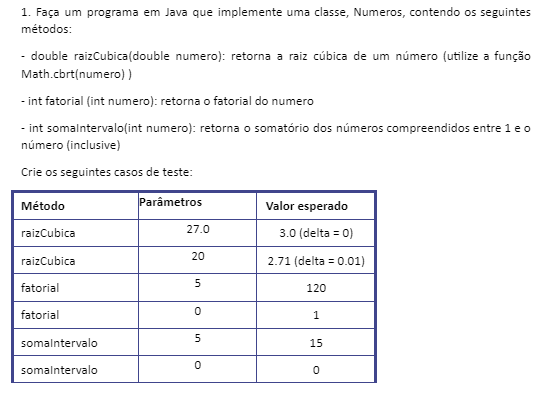 1. Faça um programa em Java que implemente uma classe, Numeros, contendo os seguintes
métodos:
- double raizCubica(double numero): retorna a raiz cúbica de um número (utilize a função
Math.cbrt(numero) )
- int fatorial (int numero): retorna o fatorial do numero
- int somaIntervalo(int numero): retorna o somatório dos números compreendidos entre 1 e o
número (inclusive)
Crie os seguintes casos de teste:
Método Parâmetros Valor esperado
raizCubica 27.0 3.0 (delta = 0)
raizCubica 20 2.71 (delta = 0.01)
fatorial 5 120
fatorial 0 1
somaIntervalo 5 15
somaIntervalo 0 0